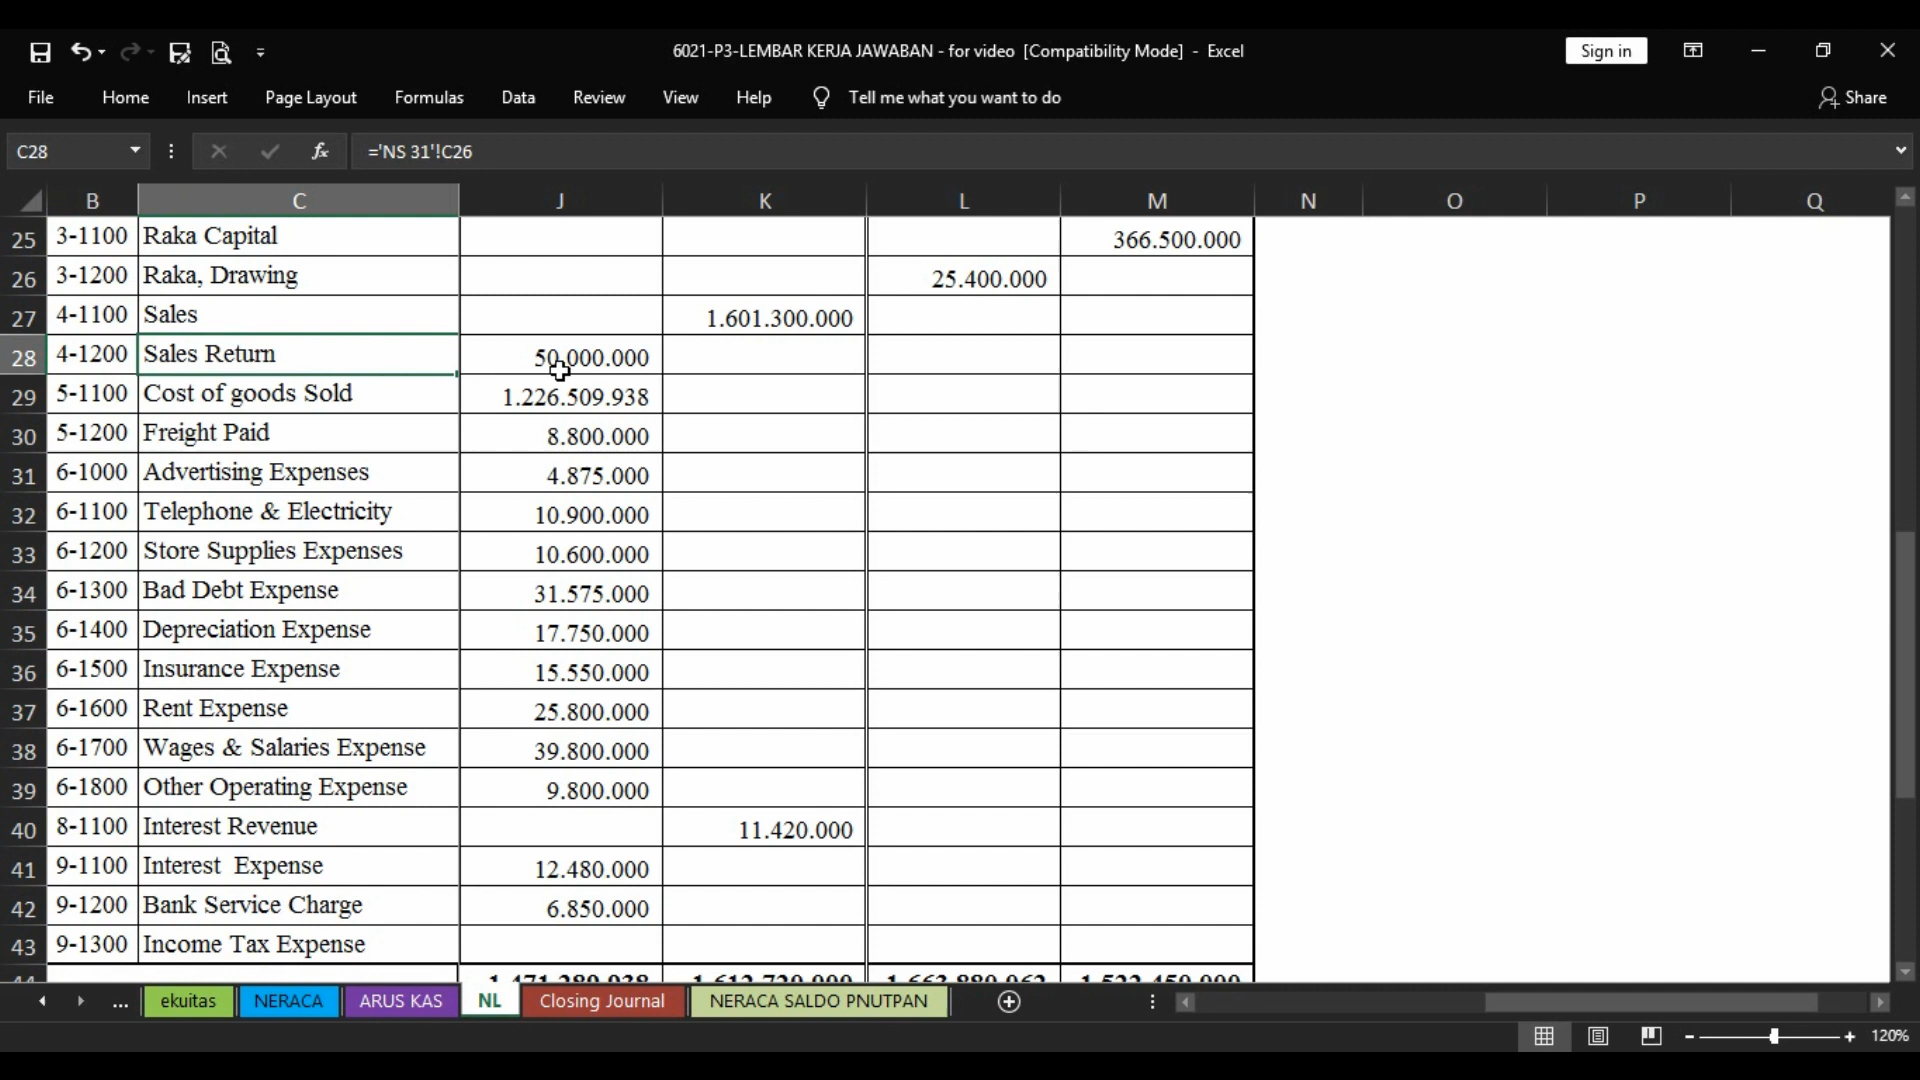 6021-P3-LEMBAR KERJA JAWABAN - for video [Compatibility Mode] - Excel
Sign in
File Home Insert Page Layout Formulas Data Review View Help Tell me what you want to do Share
C28 fx ='NS 31'!C26
B C J K L M N O P Q
25 3-1100 Raka Capital 366.500.000
26 3-1200 Raka, Drawing 25.400.000
27 4-1100 Sales 1.601.300.000
28 4-1200 Sales Return 50.000.000
29 5-1100 Cost of goods Sold 1.226.509.938
30 5-1200 Freight Paid 8.800.000
31 6-1000 Advertising Expenses 4.875.000
32 6-1100 Telephone & Electricity 10.900.000
33 6-1200 Store Supplies Expenses 10.600.000
34 6-1300 Bad Debt Expense 31.575.000
35 6-1400 Depreciation Expense 17.750.000
36 6-1500 Insurance Expense 15.550.000
37 6-1600 Rent Expense 25.800.000
38 6-1700 Wages & Salaries Expense 39.800.000
39 6-1800 Other Operating Expense 9.800.000
40 8-1100 Interest Revenue 11.420.000
41 9-1100 Interest Expense 12.480.000
42 9-1200 Bank Service Charge 6.850.000
43 9-1300 Income Tax Expense
... ekuitas NERACA ARUS KAS NL Closing Journal NERACA SALDO PNUTPAN
120%